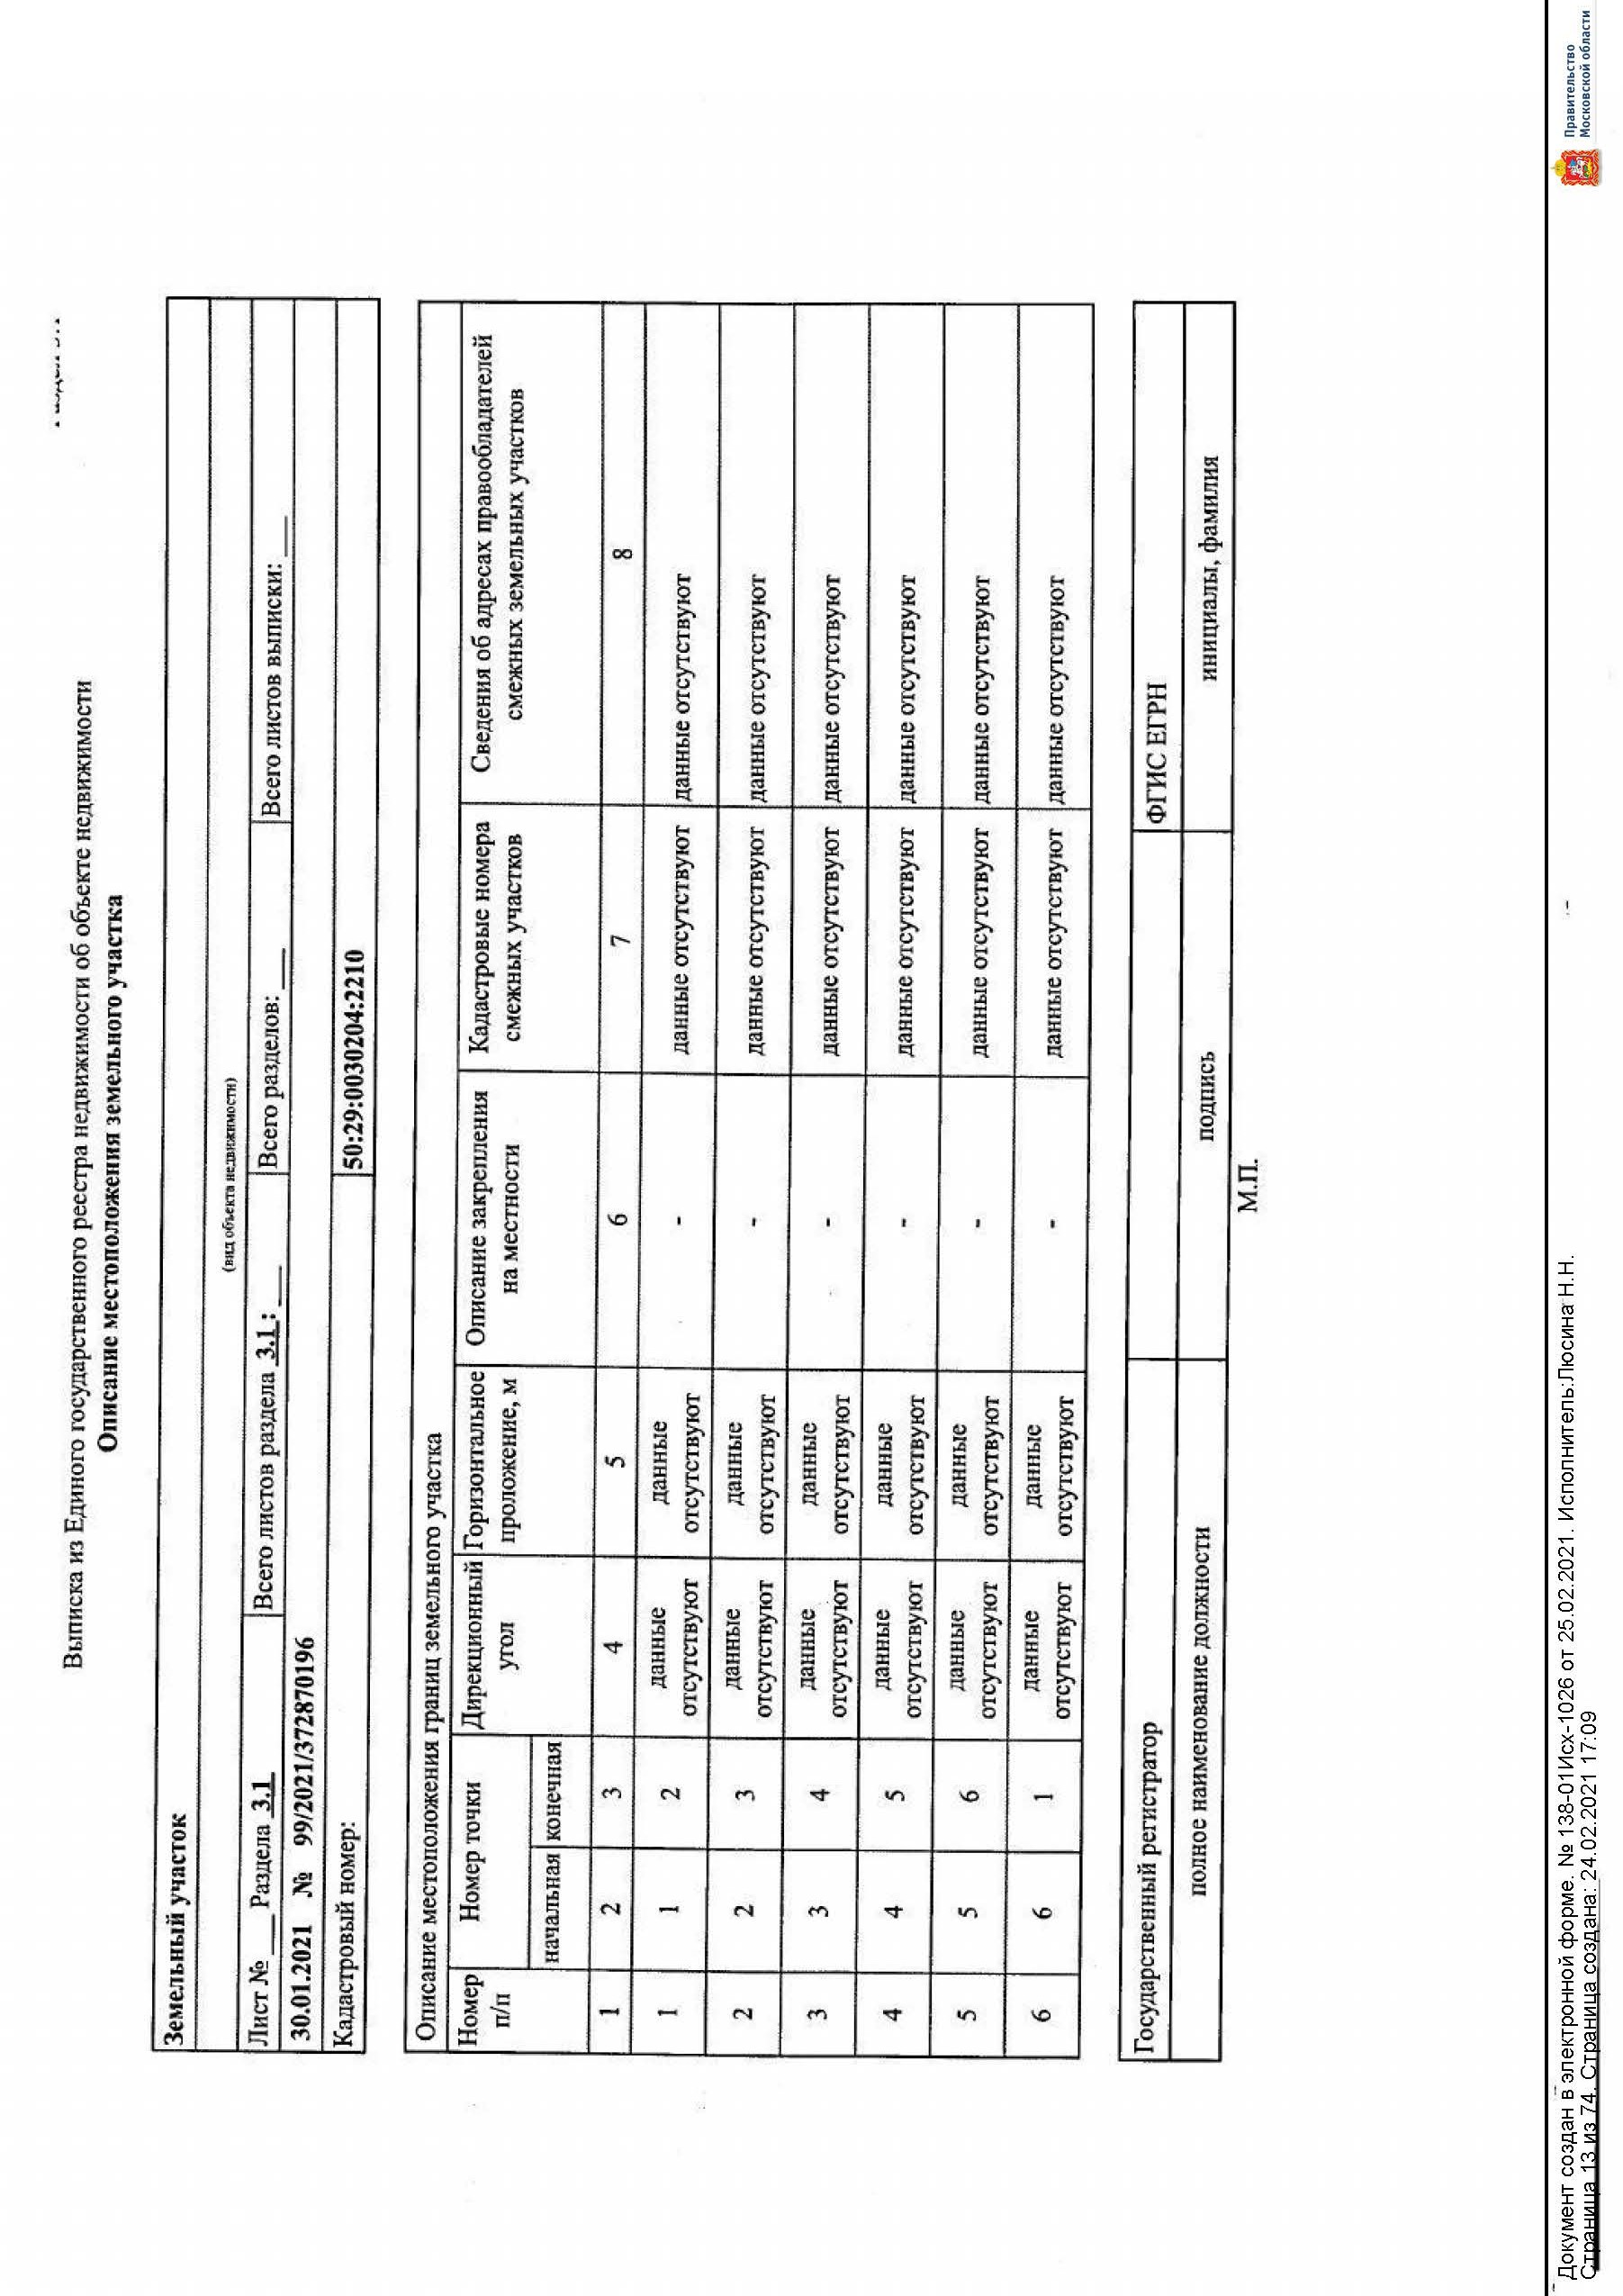 Выписка из Единого государственного реестра недвижимости об объекте недвижимости
Описание местоположения земельного участка
Земельный участок
(вид объекта недвижимости)
Лист № ___ Раздела 3.1 Всего листов раздела 3.1 : ___ Всего разделов: ___ Всего листов выписки: ___
30.01.2021 № 99/2021/372870196
Кадастровый номер: 50:29:0030204:2210
Описание местоположения границ земельного участка
Номер п/п Номер точки Дирекционный угол Горизонтальное проложение, м Описание закрепления на местности Кадастровые номера смежных участков Сведения об адресах правообладателей смежных земельных участков
начальная конечная
1 2 3 4 5 6 7 8
1 1 2 данные отсутствуют данные отсутствуют - данные отсутствуют данные отсутствуют
2 2 3 данные отсутствуют данные отсутствуют - данные отсутствуют данные отсутствуют
3 3 4 данные отсутствуют данные отсутствуют - данные отсутствуют данные отсутствуют
4 4 5 данные отсутствуют данные отсутствуют - данные отсутствуют данные отсутствуют
5 5 6 данные отсутствуют данные отсутствуют - данные отсутствуют данные отсутствуют
6 6 1 данные отсутствуют данные отсутствуют - данные отсутствуют данные отсутствуют
Государственный регистратор ФГИС ЕГРН
полное наименование должности подпись инициалы, фамилия
М.П.
Документ создан в электронной форме. № 138-01Исх-1026 от 25.02.2021. Исполнитель:Люсина Н.Н.
Страница 13 из 74. Страница создана: 24.02.2021 17:09
Правительство
Московской области